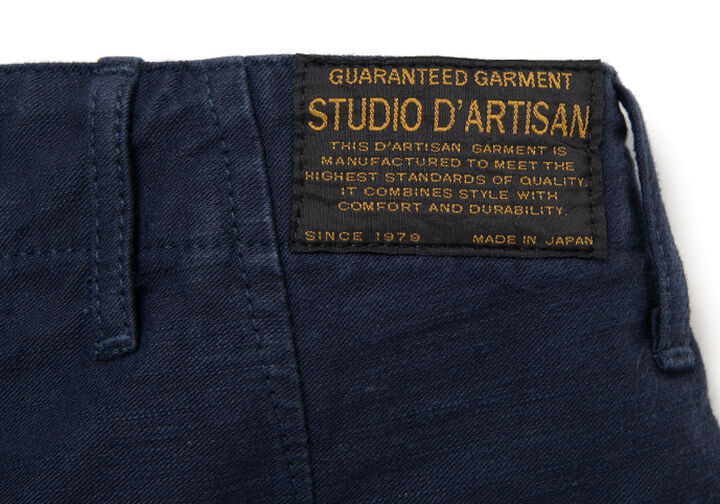 GUARANTEED GARMENT
STUDIO D'ARTISAN
THIS D'ARTISAN GARMENT IS
MANUFACTURED TO MEET THE
HIGHEST STANDARDS OF QUALITY.
IT COMBINES STYLE WITH
COMFORT AND DURABILITY.
SINCE 1979 MADE IN JAPAN